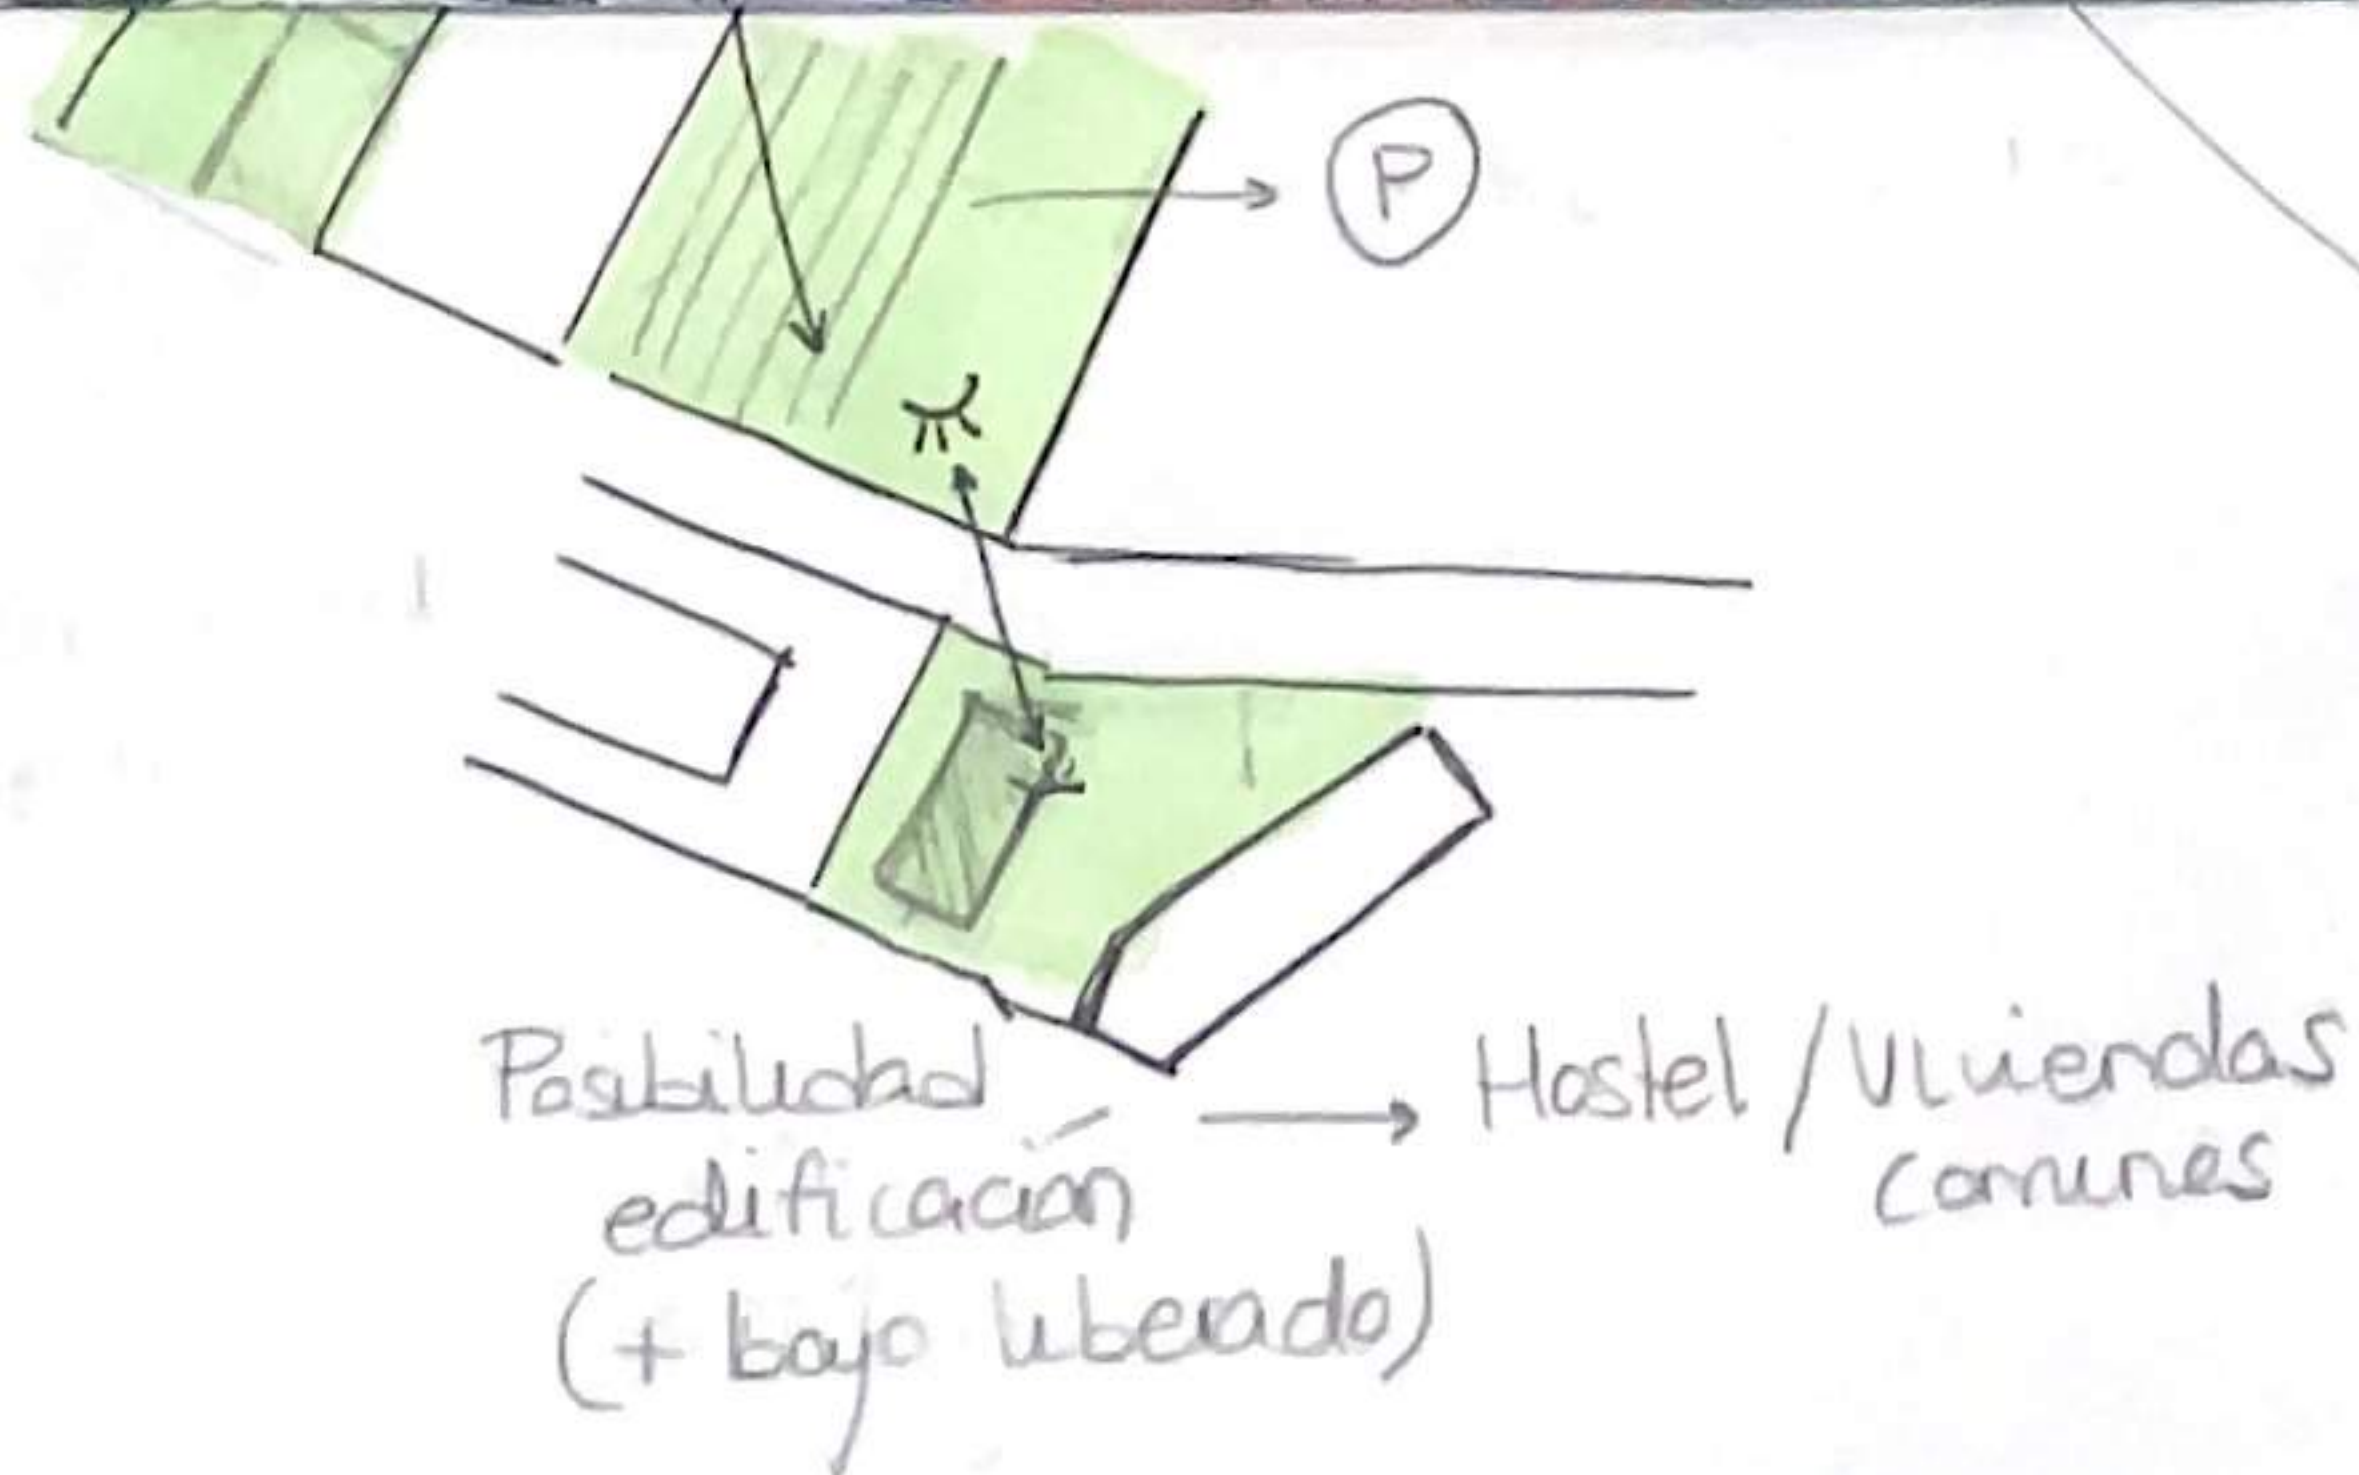 P
Posibilidad
edificación
(+ bajo liberado)
→ Hostel / Viviendas
comunes